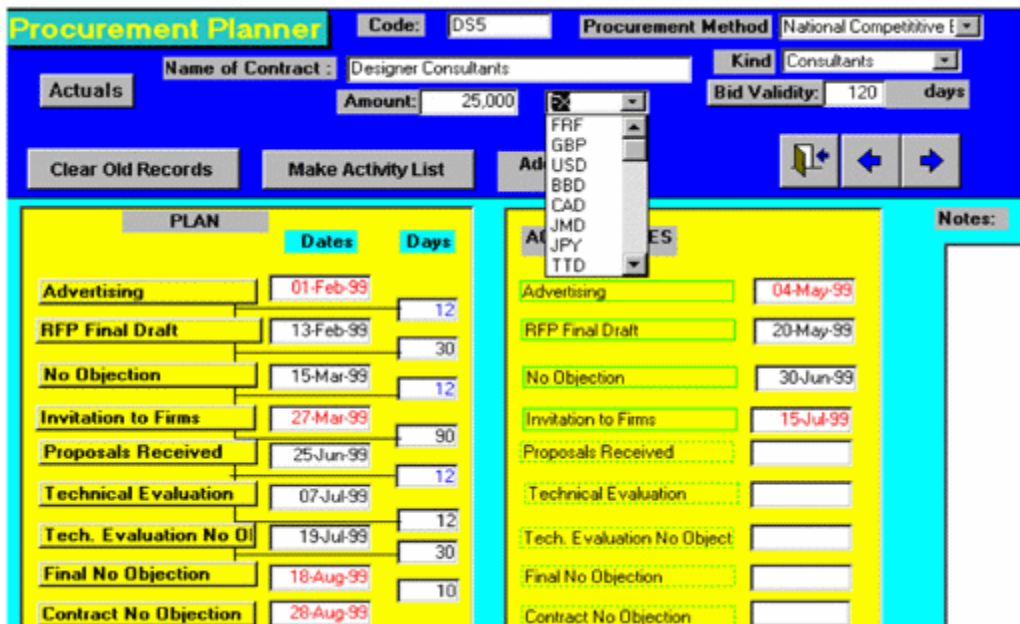 Procurement Planner Code: DS5 Procurement Method National Competititive E
Name of Contract : Designer Consultants Kind Consultants
Actuals Amount: 25,000 Bid Validity: 120 days
FRF
GBP
USD
BBD
CAD
JMD
JPY
TTD
Clear Old Records Make Activity List Ad
PLAN
Dates Days
Advertising 01-Feb-99
12
RFP Final Draft 13-Feb-99
30
No Objection 15-Mar-99
12
Invitation to Firms 27-Mar-99
90
Proposals Received 25-Jun-99
12
Technical Evaluation 07-Jul-99
12
Tech. Evaluation No O 19-Jul-99
30
Final No Objection 18-Aug-99
10
Contract No Objection 28-Aug-99
A ES
Advertising 04-May-99
RFP Final Draft 20-May-99
No Objection 30-Jun-99
Invitation to Firms 15-Jul-99
Proposals Received
Technical Evaluation
Tech. Evaluation No Object
Final No Objection
Contract No Objection
Notes: